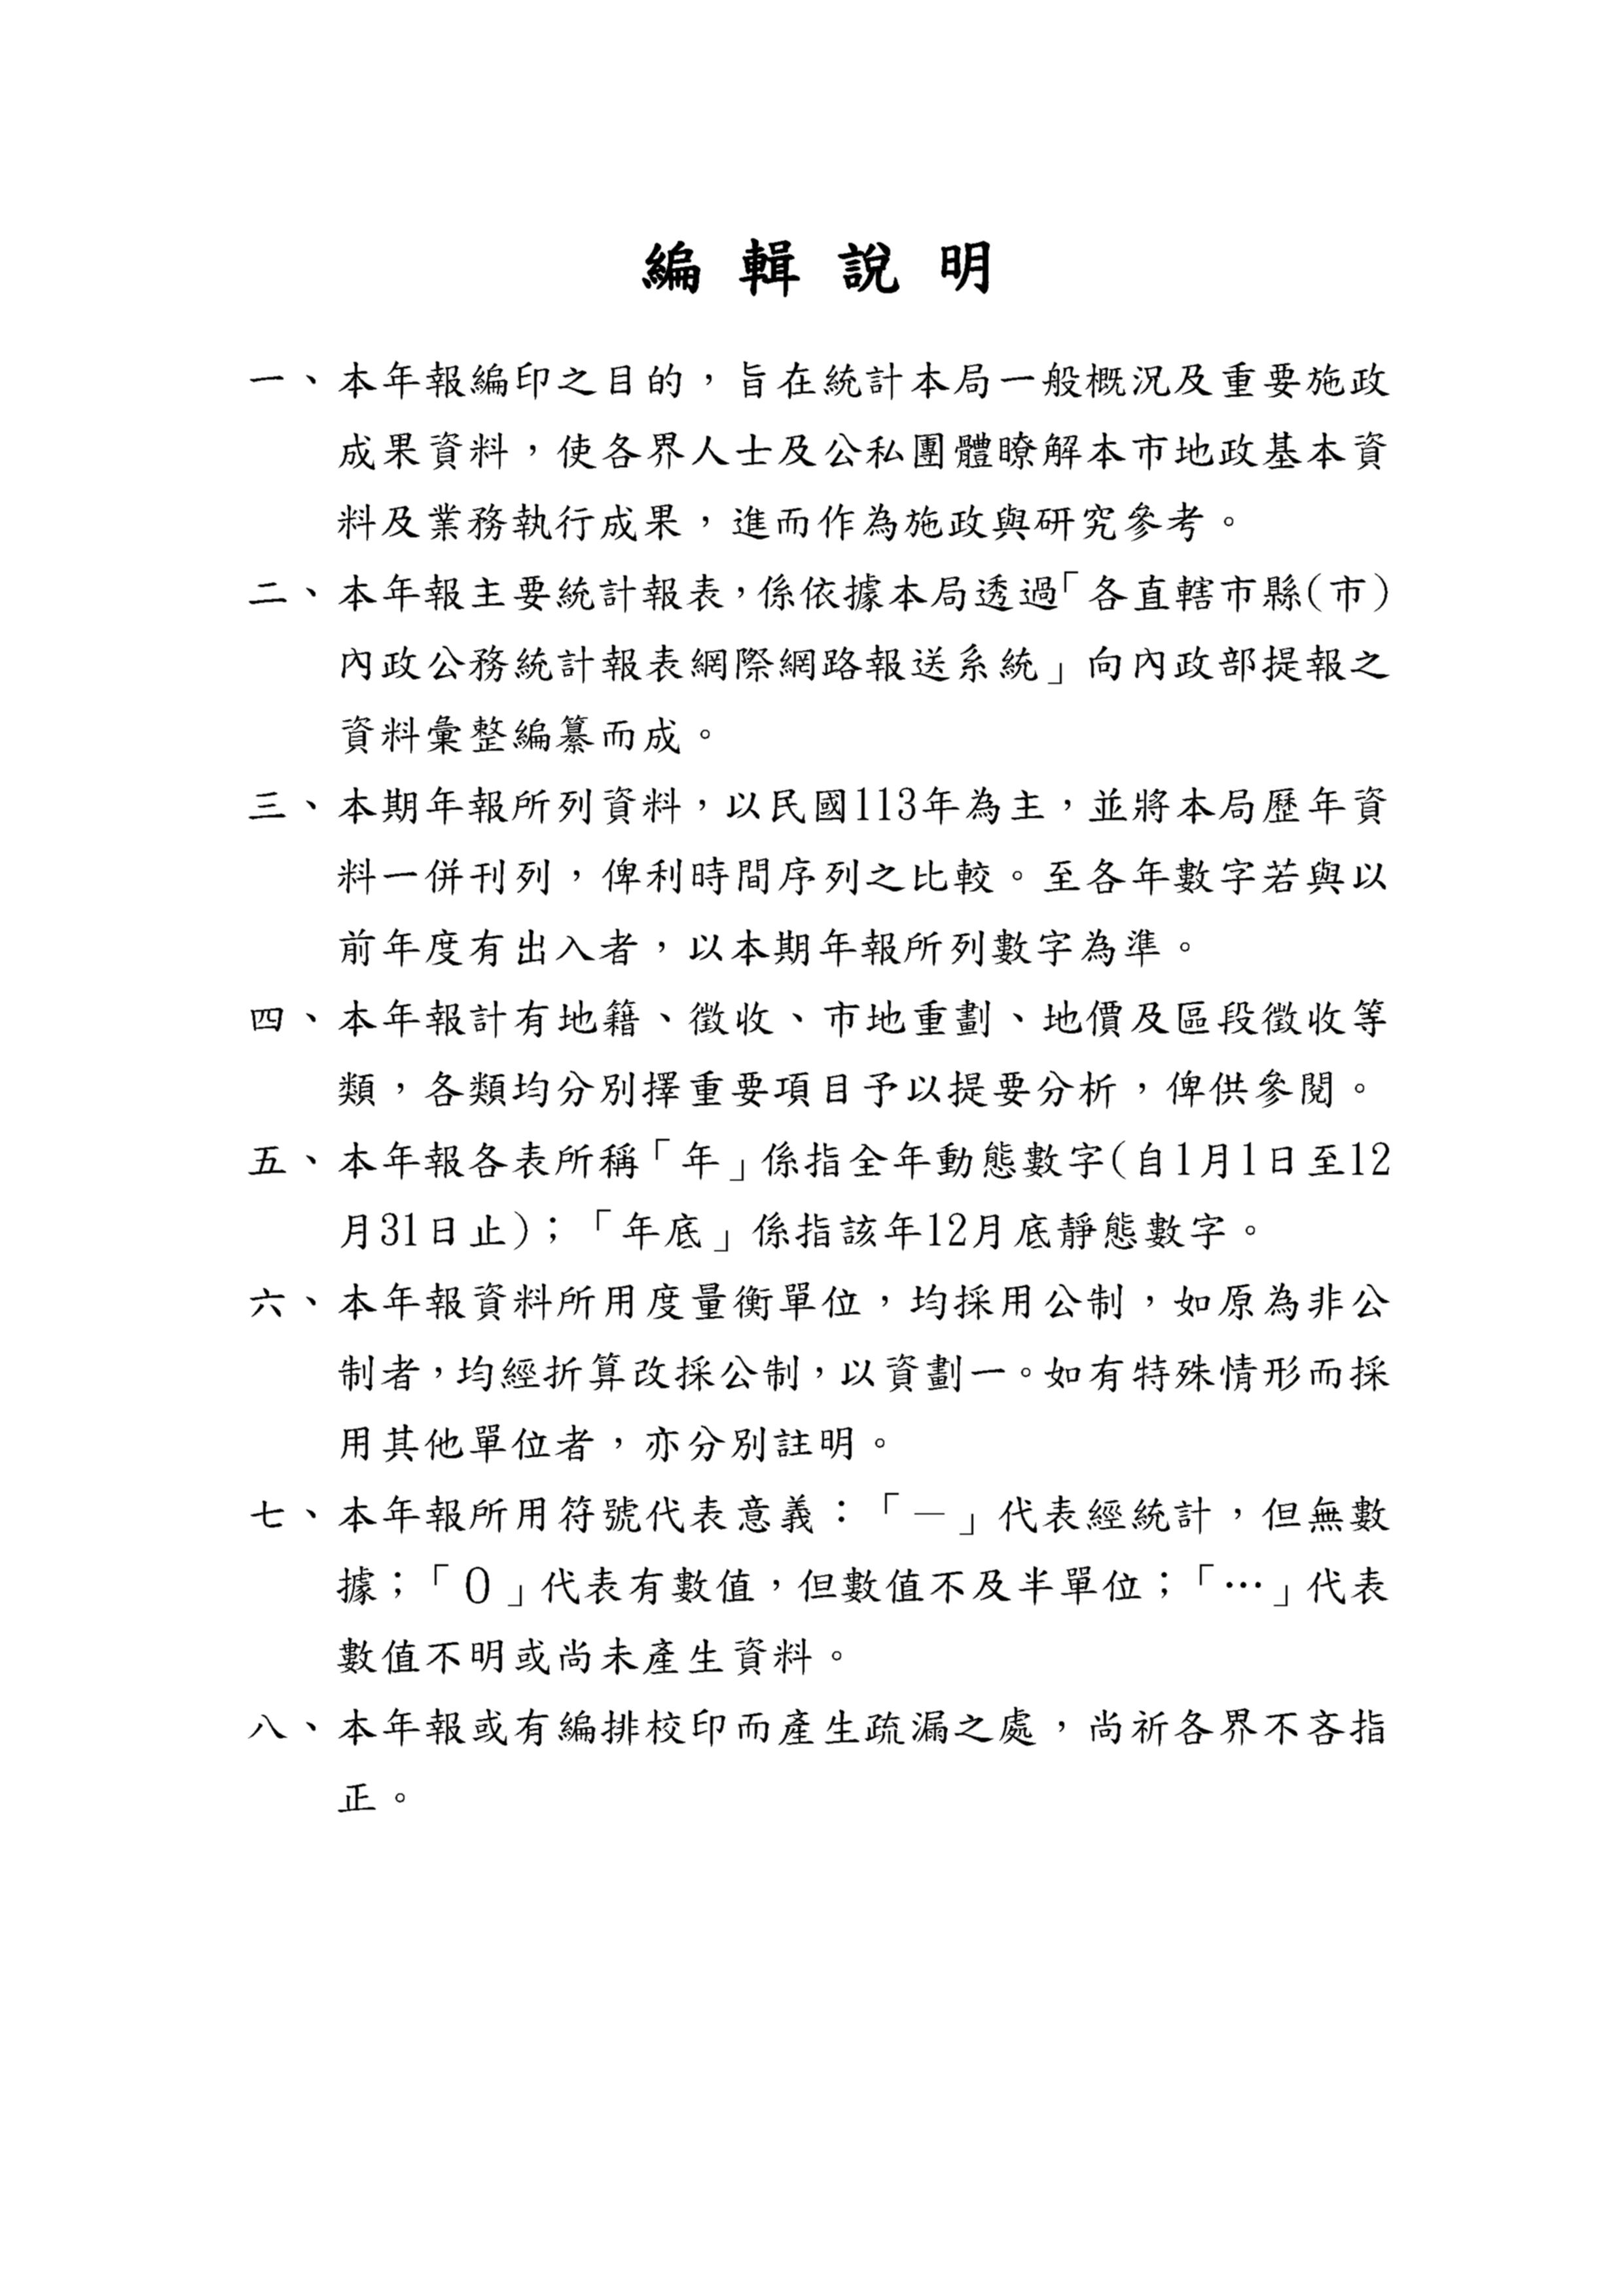 編輯說明
一、本年報編印之目的，旨在統計本局一般概況及重要施政
成果資料，使各界人士及公私團體瞭解本市地政基本資
料及業務執行成果，進而作為施政與研究參考。
二、本年報主要統計報表，係依據本局透過「各直轄市縣(市)
內政公務統計報表網際網路報送系統」向內政部提報之
資料彙整編纂而成。
三、本期年報所列資料，以民國113年為主，並將本局歷年資
料一併刊列，俾利時間序列之比較。至各年數字若與以
前年度有出入者，以本期年報所列數字為準。
四、本年報計有地籍、徵收、市地重劃、地價及區段徵收等
類，各類均分別擇重要項目予以提要分析，俾供參閱。
五、本年報各表所稱「年」係指全年動態數字(自1月1日至12
月31日止)；「年底」係指該年12月底靜態數字。
六、本年報資料所用度量衡單位，均採用公制，如原為非公
制者，均經折算改採公制，以資劃一。如有特殊情形而採
用其他單位者，亦分別註明。
七、本年報所用符號代表意義：「－」代表經統計，但無數
據；「０」代表有數值，但數值不及半單位；「…」代表
數值不明或尚未產生資料。
八、本年報或有編排校印而產生疏漏之處，尚祈各界不吝指
正。